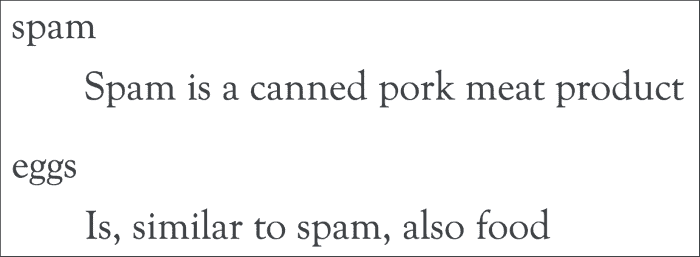 spam
Spam is a canned pork meat product
eggs
Is, similar to spam, also food